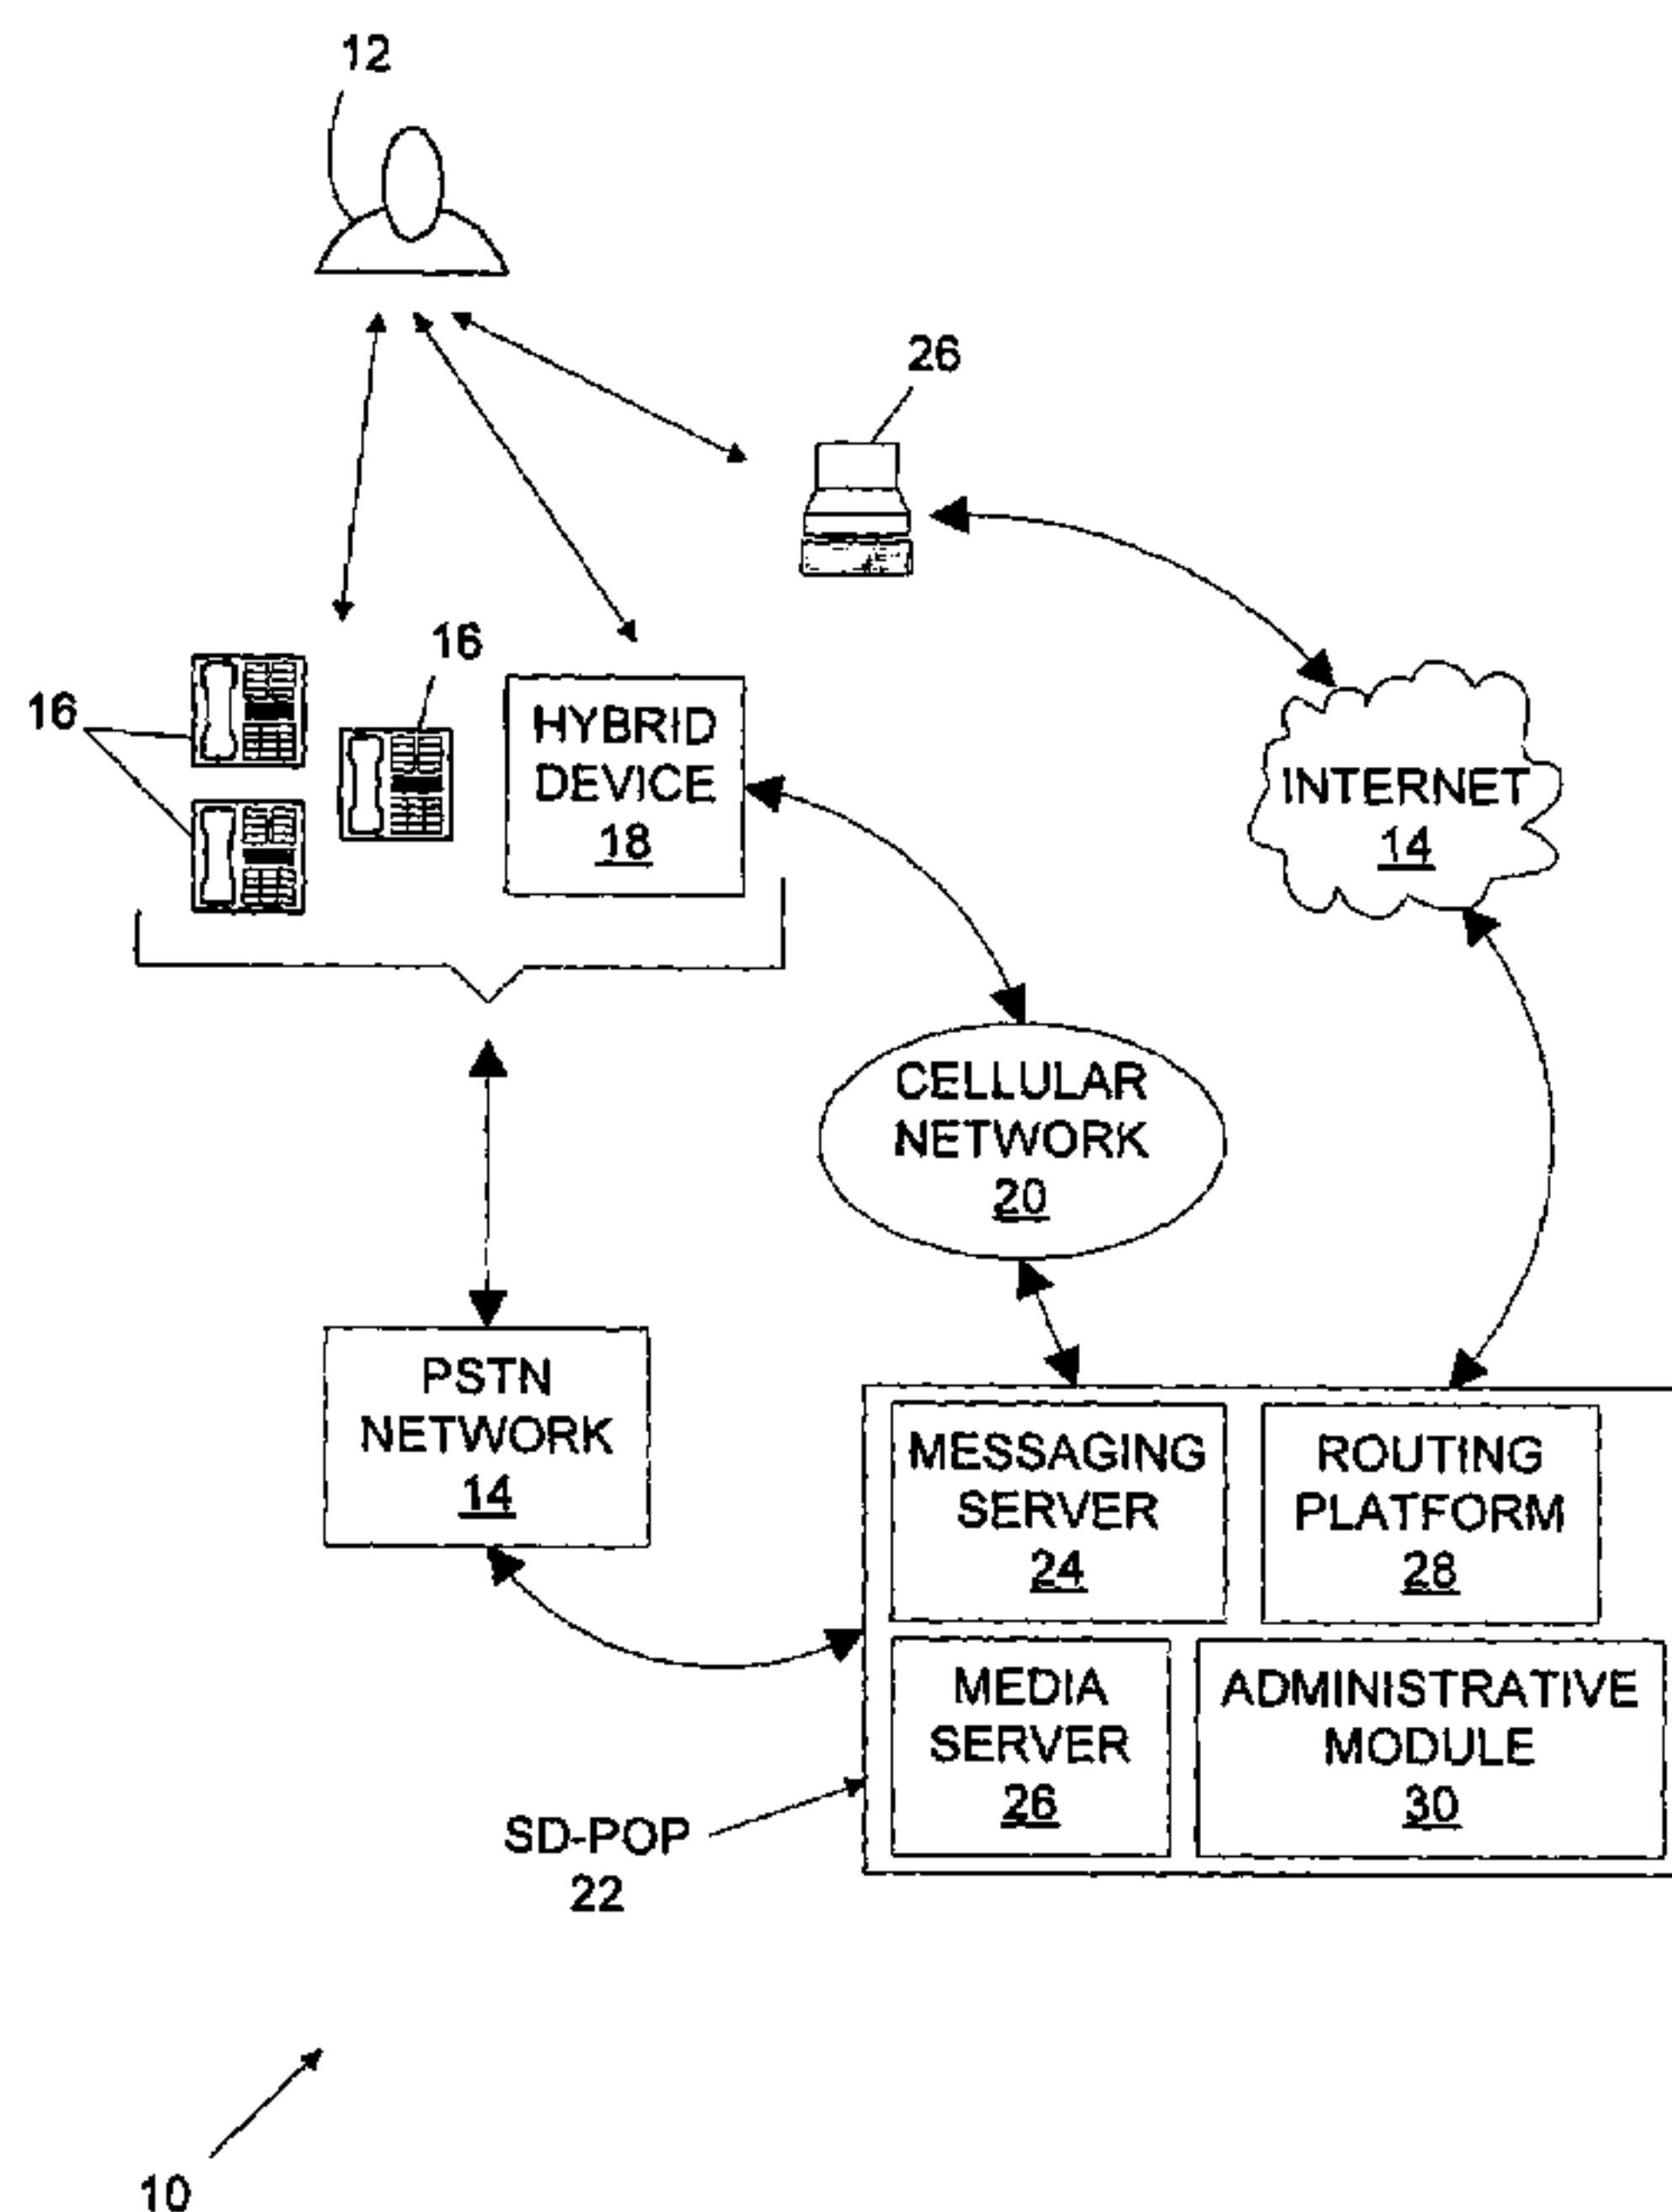 12
26
16
16
HYBRID
DEVICE
18
INTERNET
14
CELLULAR
NETWORK
20
PSTN
NETWORK
14
MESSAGING
SERVER
24
ROUTING
PLATFORM
28
MEDIA
SERVER
26
ADMINISTRATIVE
MODULE
30
SD-POP
22
10